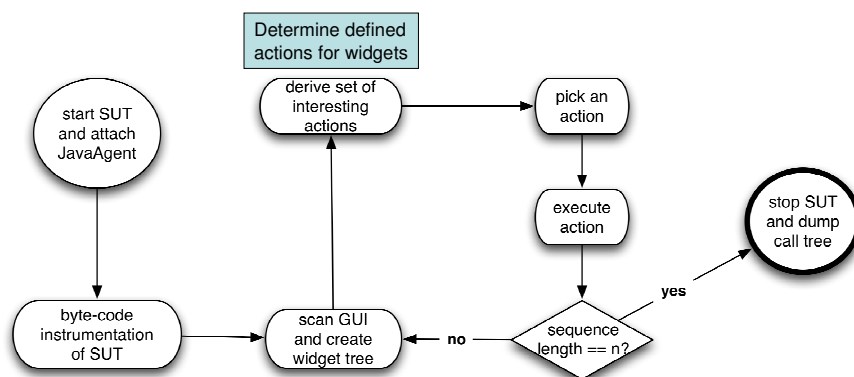 Determine defined
actions for widgets
start SUT
and attach
JavaAgent
derive set of
interesting
actions
pick an
action
execute
action
stop SUT
and dump
call tree
yes
byte-code
instrumentation
of SUT
scan GUI
and create
widget tree
no
sequence
length == n?